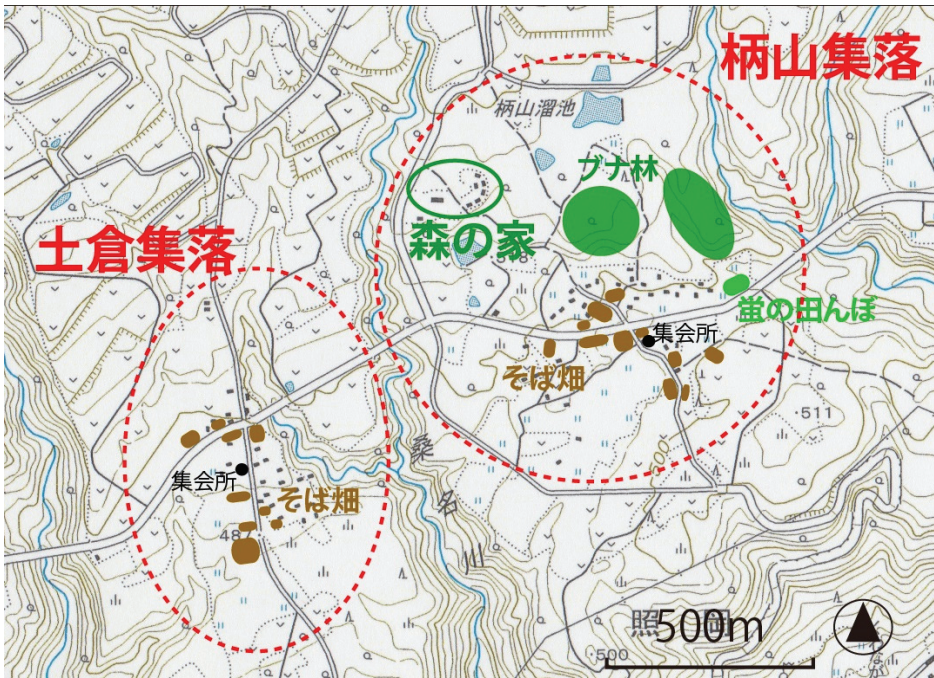 柄山集落
柄山溜池
ブナ林
森の家
土倉集落
蛍の田んぼ
集会所
そば畑
511
桑名川
集会所
そば畑
487
500m
500